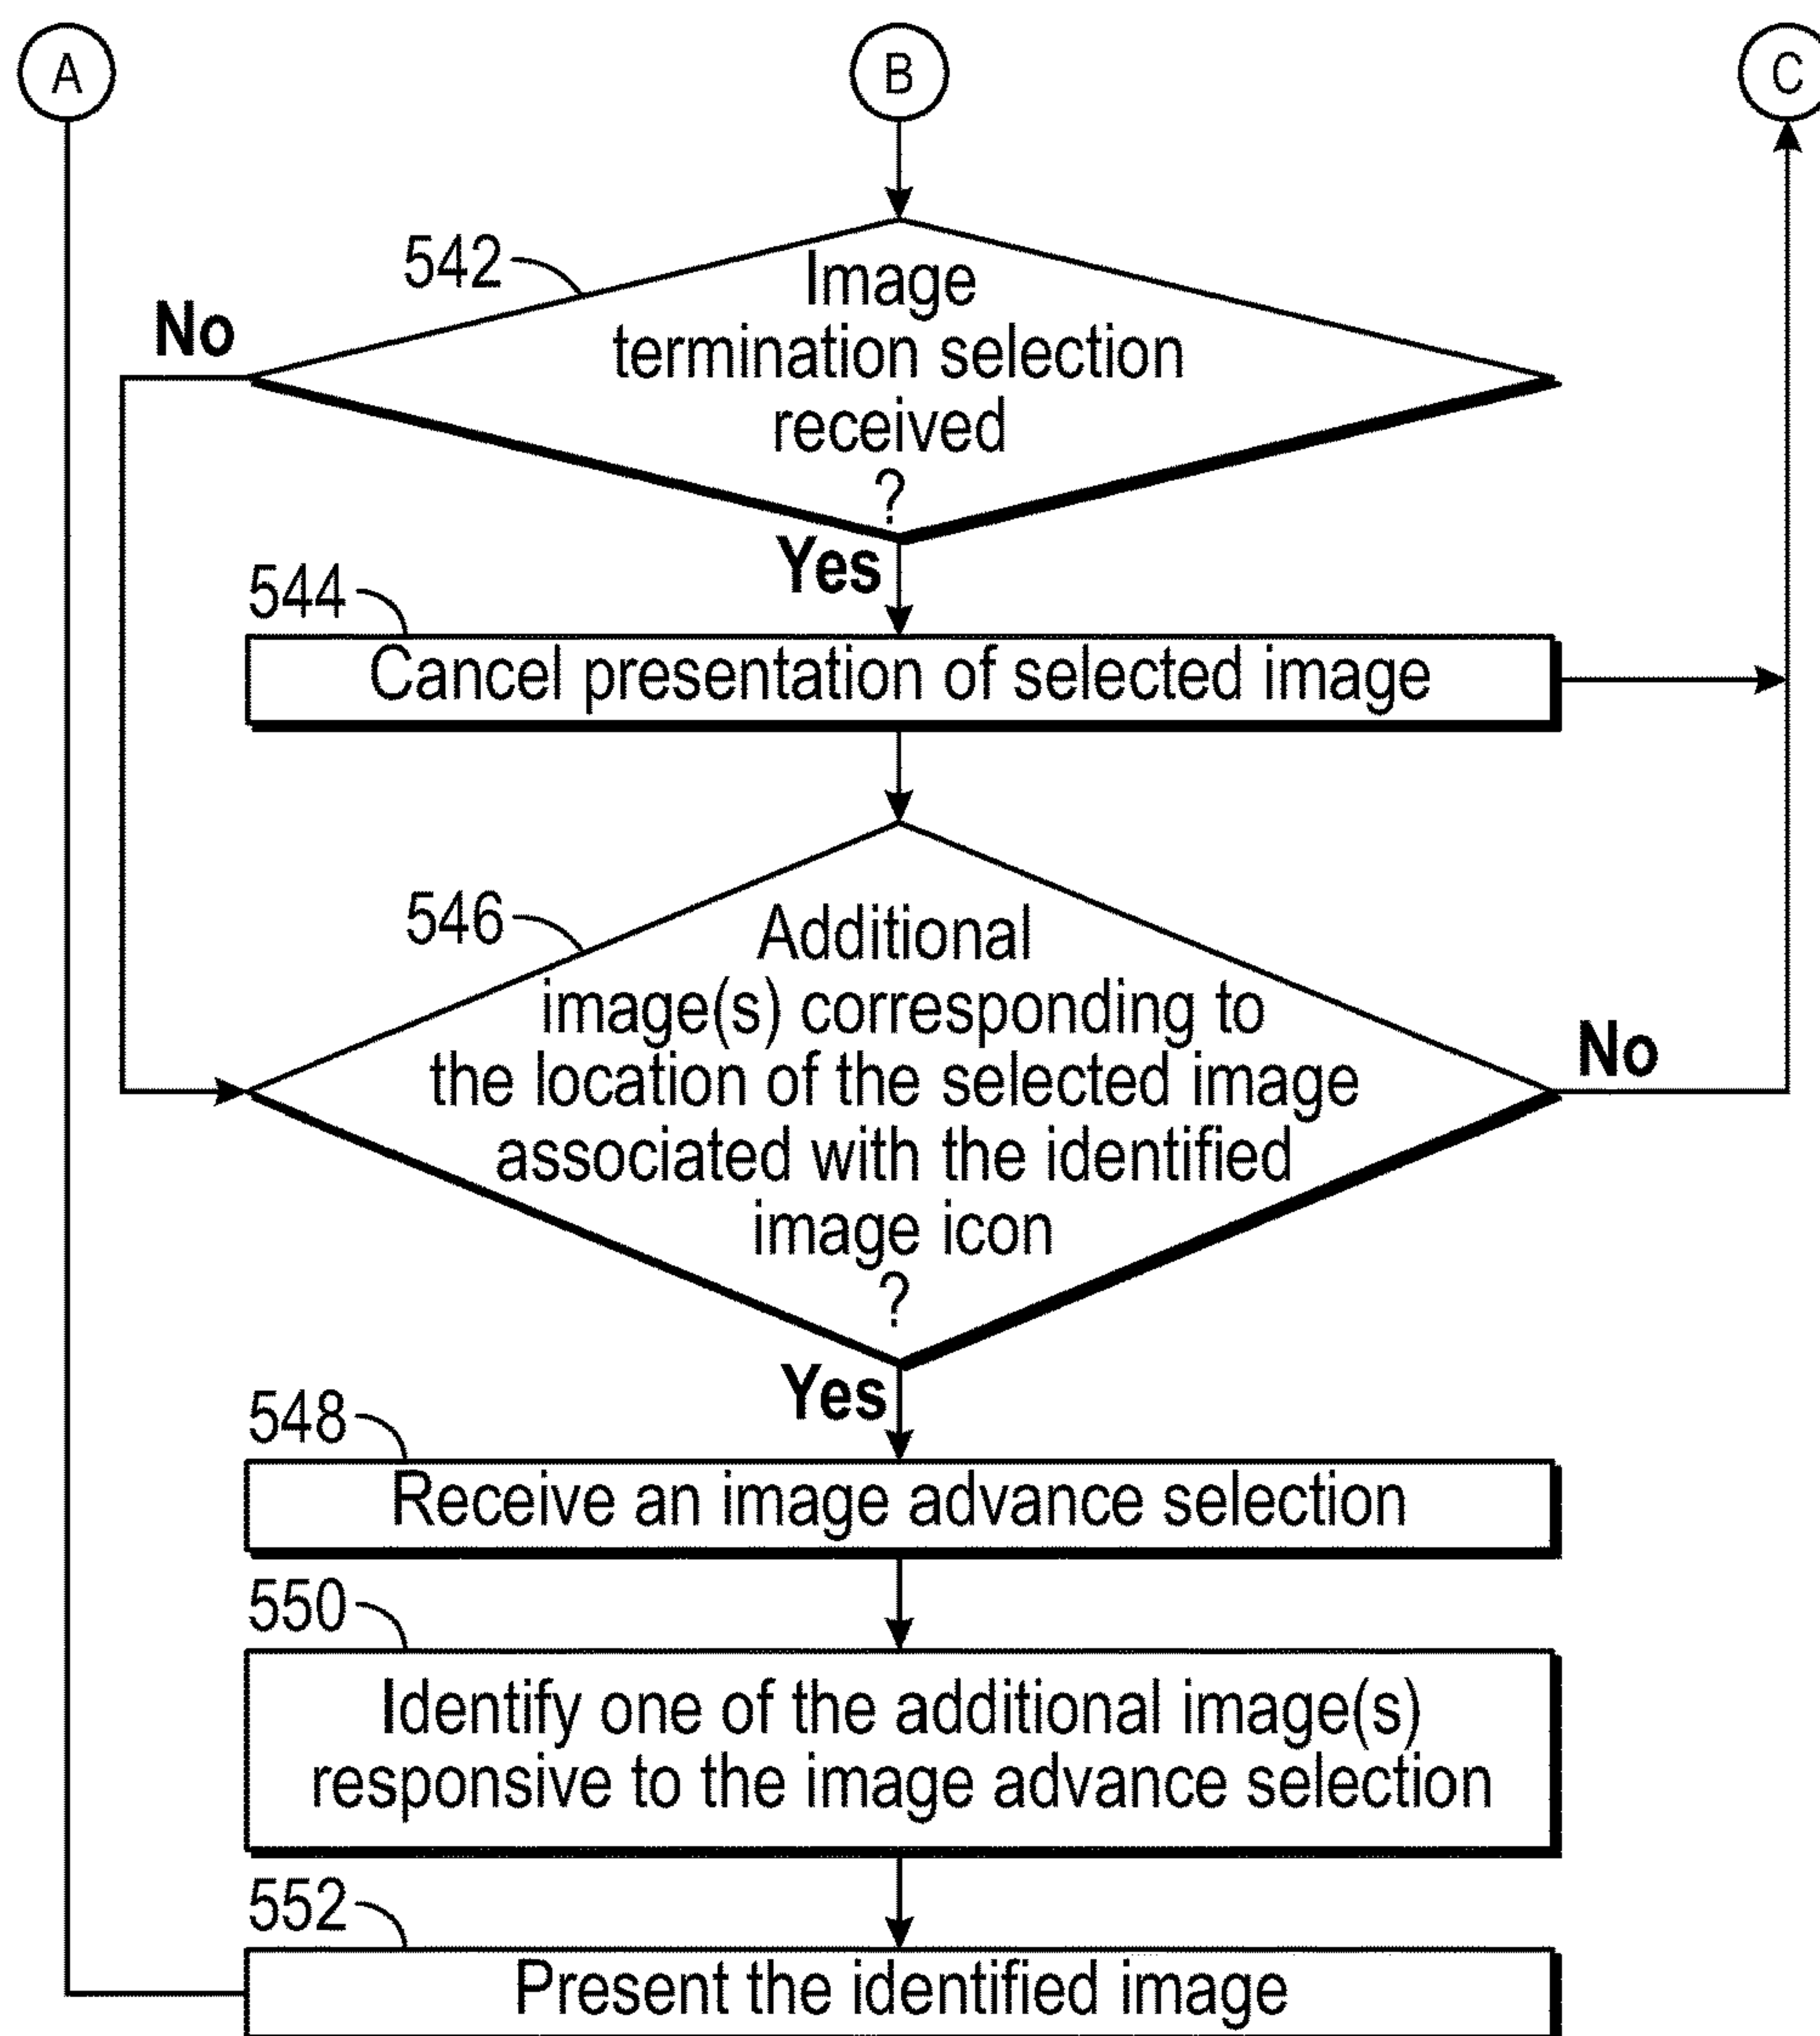 A
B
C
542
No
Image
termination selection
received
?
Yes
544
Cancel presentation of selected image
546
Additional
image(s) corresponding to
the location of the selected image
associated with the identified
image icon
?
No
Yes
548
Receive an image advance selection
550
Identify one of the additional image(s)
responsive to the image advance selection
552
Present the identified image